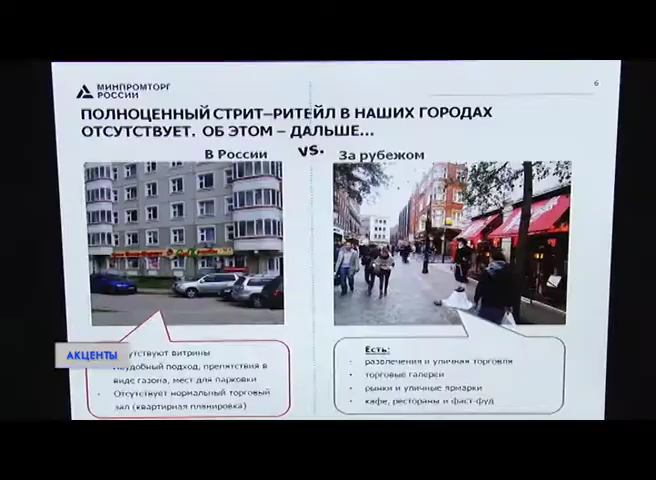 МИНПРОМТОРГ
РОССИИ
6
ПОЛНОЦЕННЫЙ СТРИТ–РИТЕЙЛ В НАШИХ ГОРОДАХ
ОТСУТСТВУЕТ. ОБ ЭТОМ – ДАЛЬШЕ...
В России
vs.
За рубежом
АКЦЕНТЫ
витрины
подход, препятствия в
виде газона, мест для парковки
• Отсутствует нормальный торговый
зал (квартирная планировка)
Есть:
• развлечения и уличная торговля
• торговые галереи
• рынки и уличные ярмарки
• кафе, рестораны и фаст-фуд